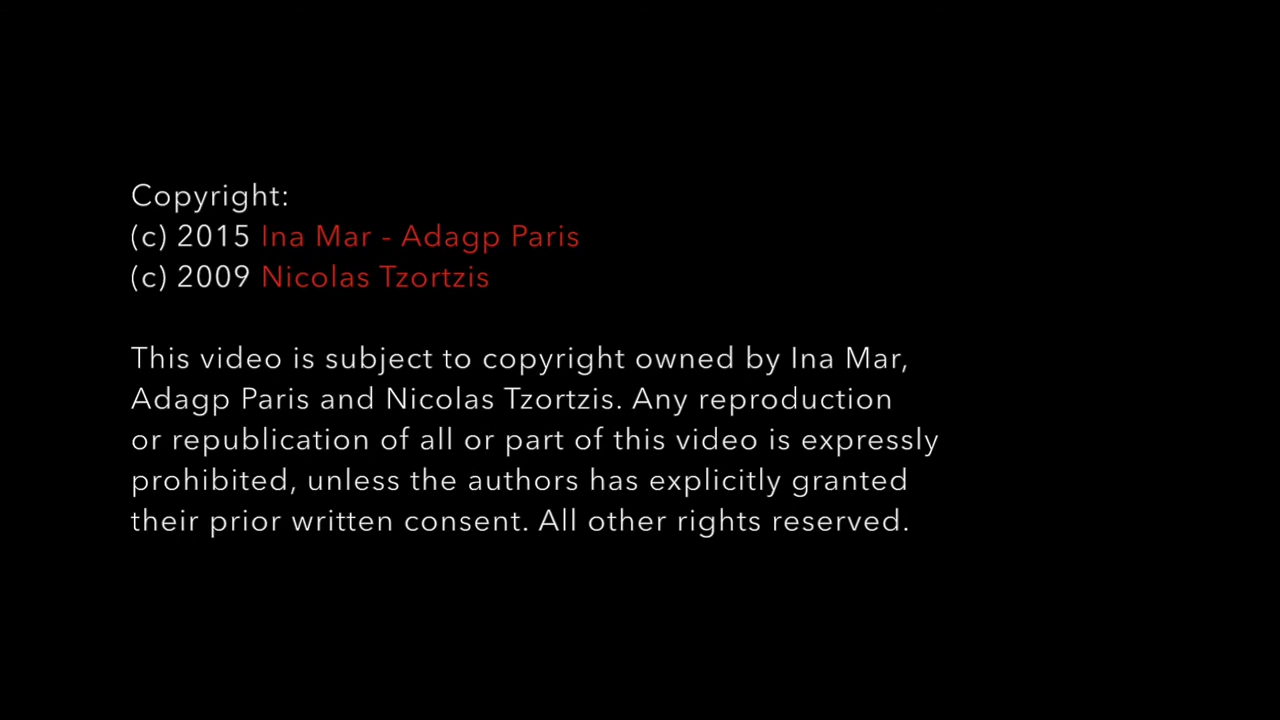 Copyright:
(c) 2015 Ina Mar - Adagp Paris
(c) 2009 Nicolas Tzortzis
This video is subject to copyright owned by Ina Mar,
Adagp Paris and Nicolas Tzortzis. Any reproduction
or republication of all or part of this video is expressly
prohibited, unless the authors has explicitly granted
their prior written consent. All other rights reserved.